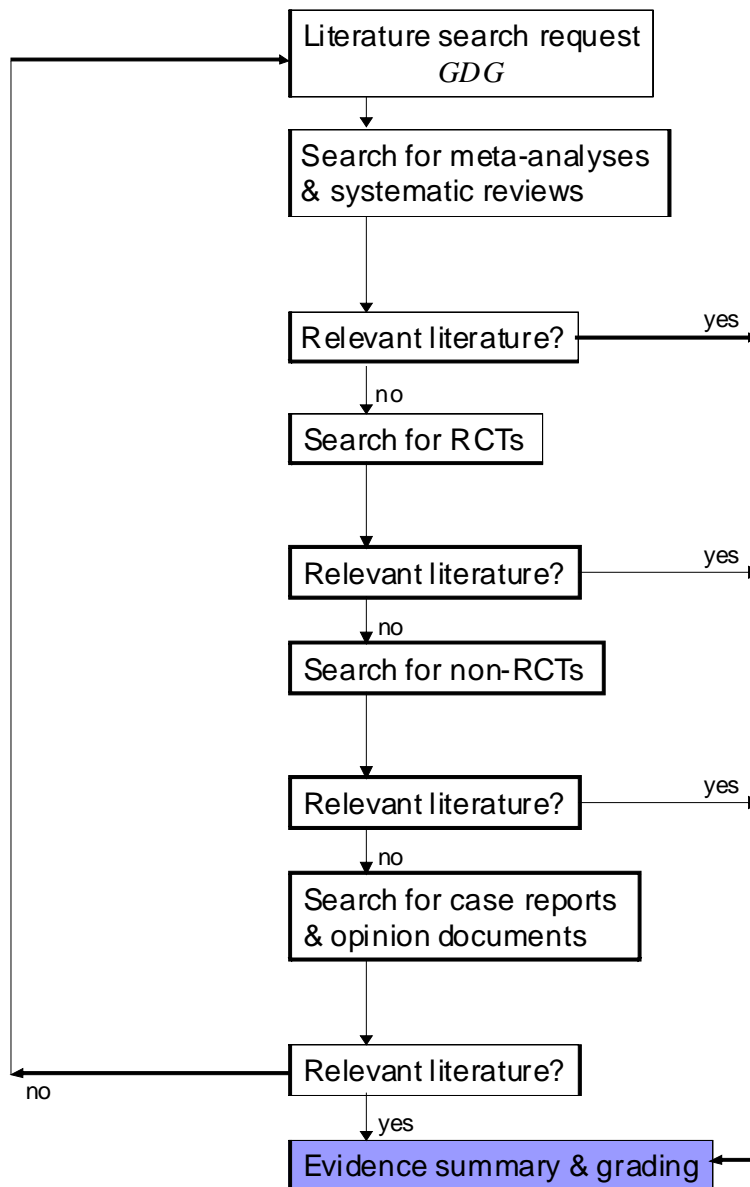 Literature search request
GDG
Search for meta-analyses
& systematic reviews
Relevant literature?
yes
no
Search for RCTs
Relevant literature?
yes
no
Search for non-RCTs
Relevant literature?
yes
no
Search for case reports
& opinion documents
Relevant literature?
no
yes
Evidence summary & grading